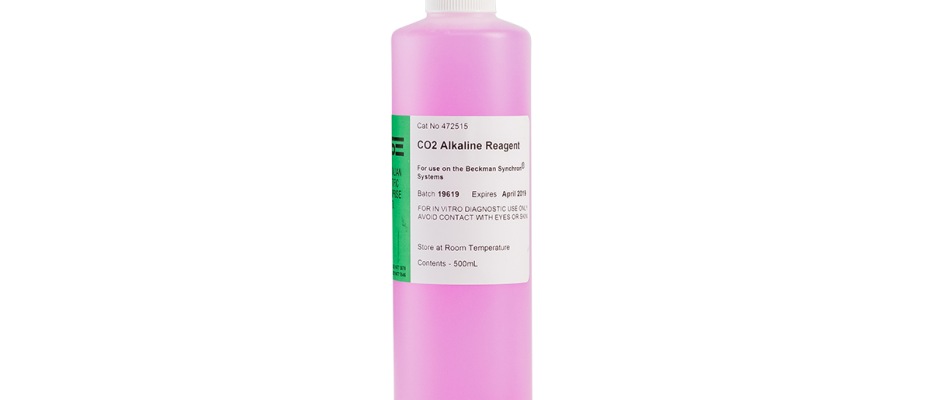 Cat No 472515
CO2 Alkaline Reagent
For use on the Beckman Synchron®
Systems
Batch 19619 Expires April 2019
FOR IN VITRO DIAGNOSTIC USE ONLY
AVOID CONTACT WITH EYES OR SKIN
Store at Room Temperature
Contents - 500mL